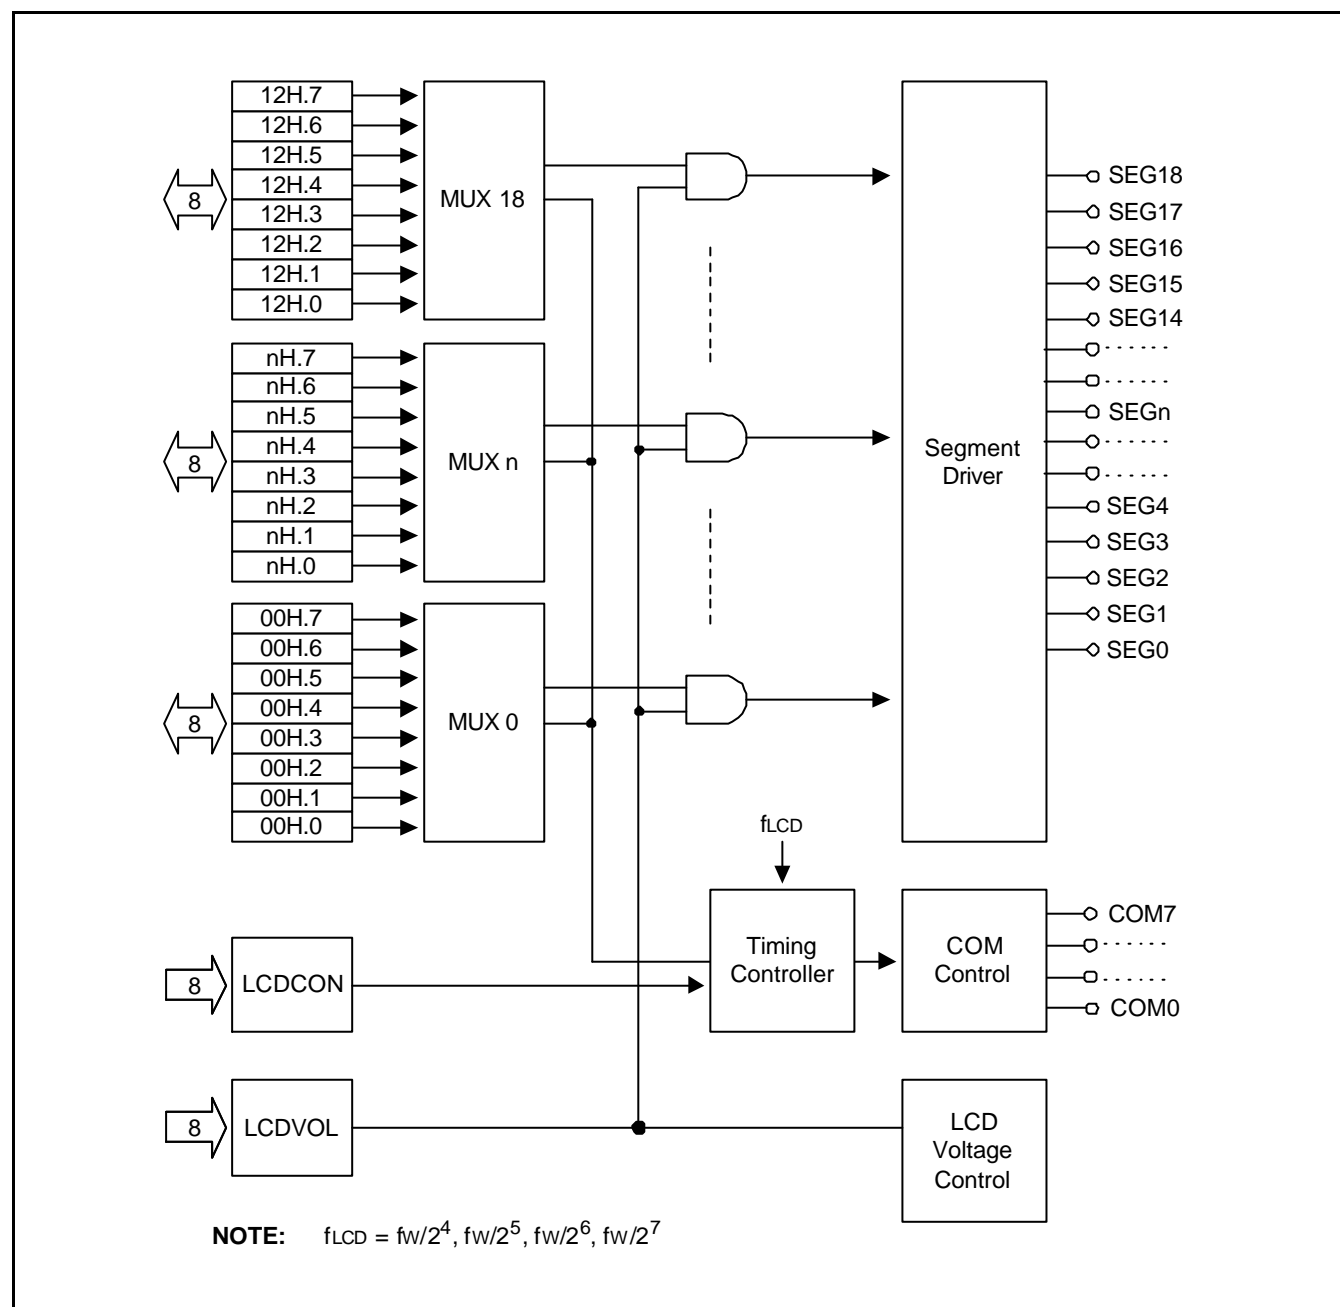 12H.7
12H.6
12H.5
12H.4
12H.3
12H.2
12H.1
12H.0
8
MUX 18
nH.7
nH.6
nH.5
nH.4
nH.3
nH.2
nH.1
nH.0
8
MUX n
00H.7
00H.6
00H.5
00H.4
00H.3
00H.2
00H.1
00H.0
8
MUX 0
Segment
Driver
SEG18
SEG17
SEG16
SEG15
SEG14
SEGn
SEG4
SEG3
SEG2
SEG1
SEG0
fLCD
Timing
Controller
COM
Control
COM7
COM0
8
LCDCON
8
LCDVOL
LCD
Voltage
Control
NOTE: fLCD = fw/2^4, fw/2^5, fw/2^6, fw/2^7